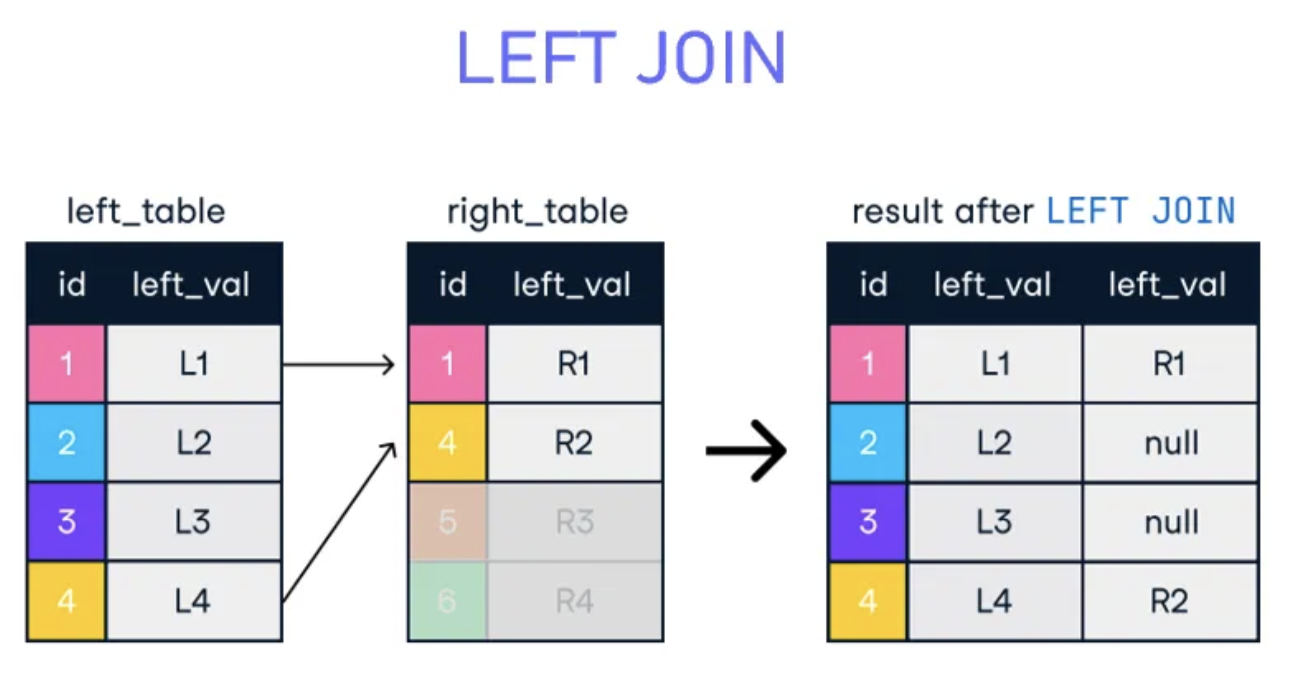 LEFT JOIN
left_table
id left_val
1 L1
2 L2
3 L3
4 L4
right_table
id left_val
1 R1
4 R2
5 R3
6 R4
result after LEFT JOIN
id left_val left_val
1 L1 R1
2 L2 null
3 L3 null
4 L4 R2